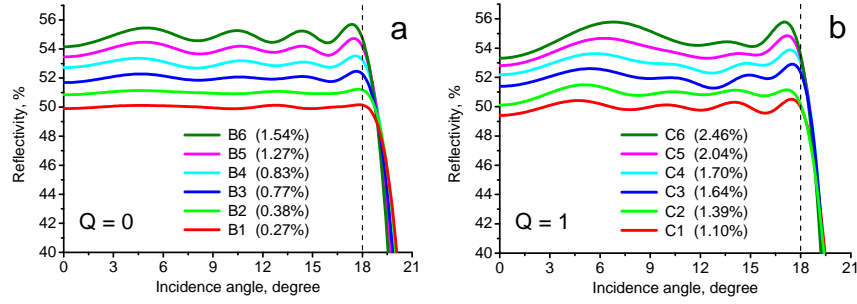 a
56
54
52
50
48
46
44
42
40
Reflectivity, %
B6 (1.54%)
B5 (1.27%)
B4 (0.83%)
B3 (0.77%)
B2 (0.38%)
B1 (0.27%)
Q = 0
0 3 6 9 12 15 18 21
Incidence angle, degree
b
56
54
52
50
48
46
44
42
40
Reflectivity, %
C6 (2.46%)
C5 (2.04%)
C4 (1.70%)
C3 (1.64%)
C2 (1.39%)
C1 (1.10%)
Q = 1
0 3 6 9 12 15 18 21
Incidence angle, degree